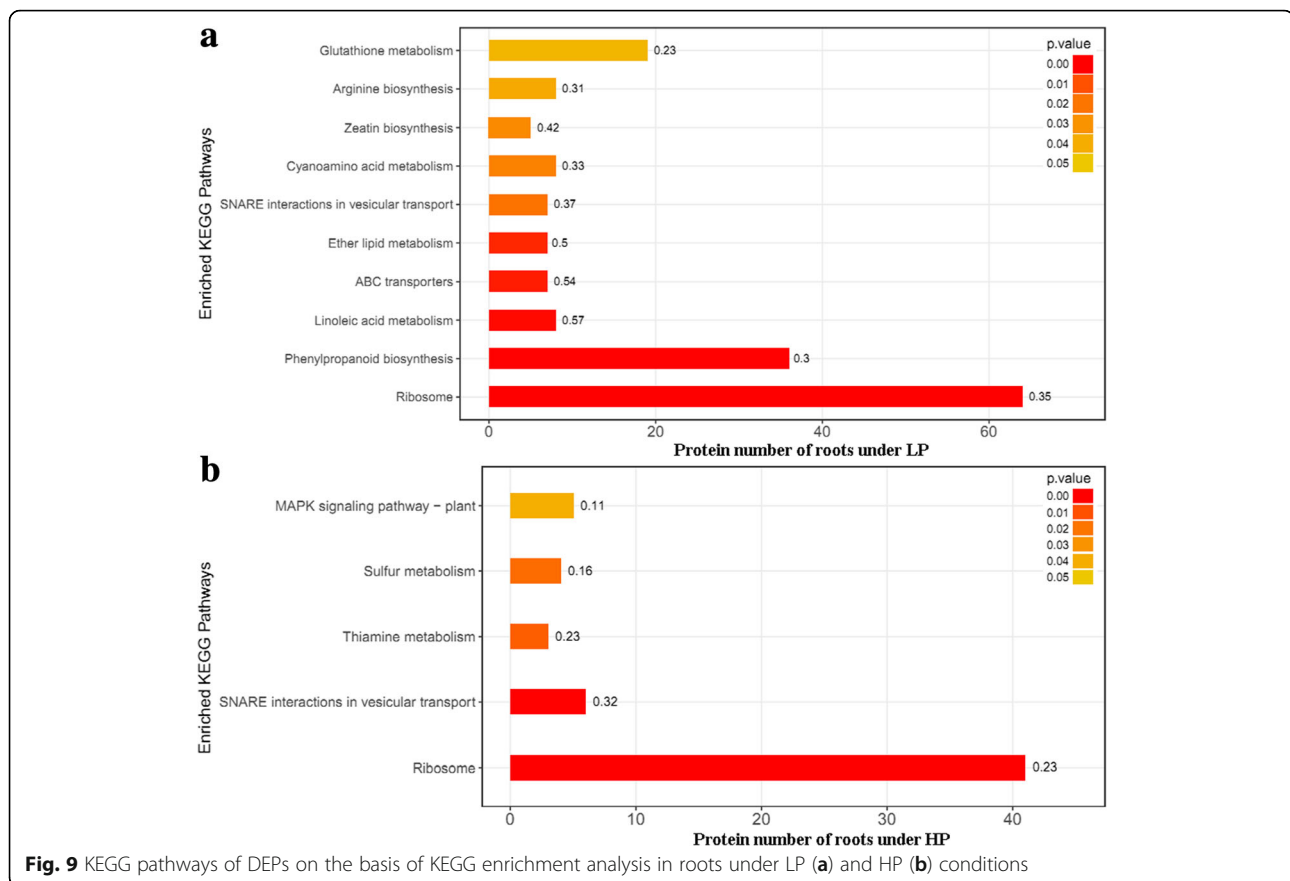 a
Enriched KEGG Pathways
Glutathione metabolism 0.23
Arginine biosynthesis 0.31
Zeatin biosynthesis 0.42
Cyanoamino acid metabolism 0.33
SNARE interactions in vesicular transport 0.37
Ether lipid metabolism 0.5
ABC transporters 0.54
Linoleic acid metabolism 0.57
Phenylpropanoid biosynthesis 0.3
Ribosome 0.35
p.value
0.00
0.01
0.02
0.03
0.04
0.05
0 20 40 60
Protein number of roots under LP
b
Enriched KEGG Pathways
MAPK signaling pathway − plant 0.11
Sulfur metabolism 0.16
Thiamine metabolism 0.23
SNARE interactions in vesicular transport 0.32
Ribosome 0.23
p.value
0.00
0.01
0.02
0.03
0.04
0.05
0 10 20 30 40
Protein number of roots under HP
Fig. 9 KEGG pathways of DEPs on the basis of KEGG enrichment analysis in roots under LP (a) and HP (b) conditions